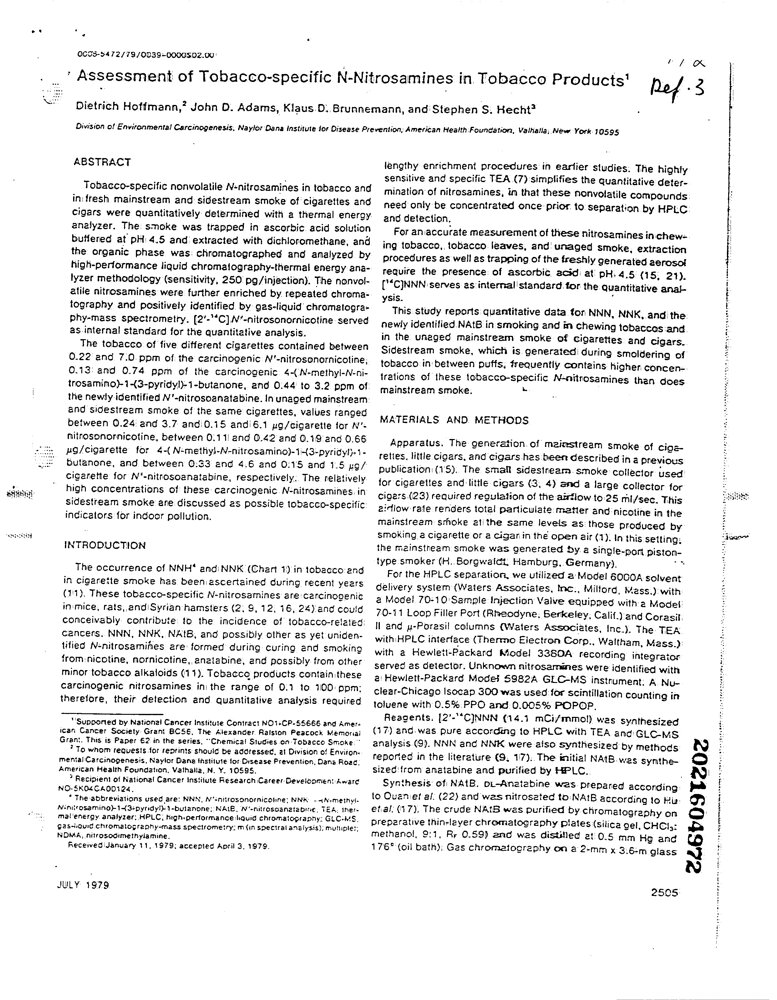 0008-5472/79/0039-0000$02.00
Assessment of Tobacco-specific N-Nitrosamines in Tobacco Products¹
Ref. 3
Dietrich Hoffmann,² John D. Adams, Klaus D. Brunnemann, and Stephen S. Hecht³
Division of Environmental Carcinogenesis, Naylor Dana Institute for Disease Prevention, American Health Foundation, Valhalla, New York 10595
ABSTRACT
Tobacco-specific nonvolatile N-nitrosamines in tobacco and
in fresh mainstream and sidestream smoke of cigarettes and
cigars were quantitatively determined with a thermal energy
analyzer. The smoke was trapped in ascorbic acid solution
buffered at pH 4.5 and extracted with dichloromethane, and
the organic phase was chromatographed and analyzed by
high-performance liquid chromatography-thermal energy ana-
lyzer methodology (sensitivity, 250 pg/injection). The nonvol-
atile nitrosamines were further enriched by repeated chroma-
tography and positively identified by gas-liquid chromatogra-
phy-mass spectrometry. [2′-¹⁴C]N′-nitrosonornicotine served
as internal standard for the quantitative analysis.
The tobacco of five different cigarettes contained between
0.22 and 7.0 ppm of the carcinogenic N′-nitrosonornicotine,
0.13 and 0.74 ppm of the carcinogenic 4-(N-methyl-N-ni-
trosamino)-1-(3-pyridyl)-1-butanone, and 0.44 to 3.2 ppm of
the newly identified N′-nitrosoanatabine. In unaged mainstream
and sidestream smoke of the same cigarettes, values ranged
between 0.24 and 3.7 and 0.15 and 6.1 µg/cigarette for N′-
nitrosonornicotine, between 0.11 and 0.42 and 0.19 and 0.66
µg/cigarette for 4-(N-methyl-N-nitrosamino)-1-(3-pyridyl)-1-
butanone, and between 0.33 and 4.6 and 0.15 and 1.5 µg/
cigarette for N′-nitrosoanatabine, respectively. The relatively
high concentrations of these carcinogenic N-nitrosamines in
sidestream smoke are discussed as possible tobacco-specific
indicators for indoor pollution.
INTRODUCTION
The occurrence of NNH⁴ and NNK (Chart 1) in tobacco and
in cigarette smoke has been ascertained during recent years
(11). These tobacco-specific N-nitrosamines are carcinogenic
in mice, rats, and Syrian hamsters (2, 9, 12, 16, 24) and could
conceivably contribute to the incidence of tobacco-related
cancers. NNN, NNK, NAtB, and possibly other as yet uniden-
tified N-nitrosamines are formed during curing and smoking
from nicotine, nornicotine, anatabine, and possibly from other
minor tobacco alkaloids (11). Tobacco products contain these
carcinogenic nitrosamines in the range of 0.1 to 100 ppm;
therefore, their detection and quantitative analysis required
¹ Supported by National Cancer Institute Contract NO1-CP-55666 and Amer-
ican Cancer Society Grant BC56, The Alexander Ralston Peacock Memorial
Grant. This is Paper 62 in the series, "Chemical Studies on Tobacco Smoke."
² To whom requests for reprints should be addressed, at Division of Environ-
mental Carcinogenesis, Naylor Dana Institute for Disease Prevention, Dana Road,
American Health Foundation, Valhalla, N. Y. 10595.
³ Recipient of National Cancer Institute Research Career Development Award
NO-5K04CA00124.
⁴ The abbreviations used are: NNN, N′-nitrosonornicotine; NNK, -(N-methyl-
N-nitrosamino)-1-(3-pyridyl)-1-butanone; NAtB, N′-nitrosoanatabine, TEA, ther-
mal energy analyzer; HPLC, high-performance liquid chromatography; GLC-MS,
gas-liquid chromatography-mass spectrometry; m (in spectral analysis), multiplet;
NDMA, nitrosodimethylamine.
Received January 11, 1979; accepted April 3, 1979.
lengthy enrichment procedures in earlier studies. The highly
sensitive and specific TEA (7) simplifies the quantitative deter-
mination of nitrosamines, in that these nonvolatile compounds
need only be concentrated once prior to separation by HPLC
and detection.
For an accurate measurement of these nitrosamines in chew-
ing tobacco, tobacco leaves, and unaged smoke, extraction
procedures as well as trapping of the freshly generated aerosol
require the presence of ascorbic acid at pH 4.5 (15, 21).
[¹⁴C]NNN serves as internal standard for the quantitative anal-
ysis.
This study reports quantitative data for NNN, NNK, and the
newly identified NAtB in smoking and in chewing tobaccos and
in the unaged mainstream smoke of cigarettes and cigars.
Sidestream smoke, which is generated during smoldering of
tobacco in between puffs, frequently contains higher concen-
trations of these tobacco-specific N-nitrosamines than does
mainstream smoke.
MATERIALS AND METHODS
Apparatus. The generation of mainstream smoke of ciga-
rettes, little cigars, and cigars has been described in a previous
publication (15). The small sidestream smoke collector used
for cigarettes and little cigars (3, 4) and a large collector for
cigars (23) required regulation of the airflow to 25 ml/sec. This
airflow rate renders total particulate matter and nicotine in the
mainstream smoke at the same levels as those produced by
smoking a cigarette or a cigar in the open air (1). In this setting,
the mainstream smoke was generated by a single-port piston-
type smoker (H. Borgwaldt, Hamburg, Germany).
For the HPLC separation, we utilized a Model 6000A solvent
delivery system (Waters Associates, Inc., Milford, Mass.) with
a Model 70-10 Sample Injection Valve equipped with a Model
70-11 Loop Filler Port (Rheodyne, Berkeley, Calif.) and Corasil
II and µ-Porasil columns (Waters Associates, Inc.). The TEA
with HPLC interface (Thermo Electron Corp., Waltham, Mass.)
with a Hewlett-Packard Model 3380A recording integrator
served as detector. Unknown nitrosamines were identified with
a Hewlett-Packard Model 5982A GLC-MS instrument. A Nu-
clear-Chicago Isocap 300 was used for scintillation counting in
toluene with 0.5% PPO and 0.005% POPOP.
Reagents. [2′-¹⁴C]NNN (14.1 mCi/mmol) was synthesized
(17) and was pure according to HPLC with TEA and GLC-MS
analysis (9). NNN and NNK were also synthesized by methods
reported in the literature (9, 17). The initial NAtB was synthe-
sized from anatabine and purified by HPLC.
Synthesis of NAtB. DL-Anatabine was prepared according
to Quan et al. (22) and was nitrosated to NAtB according to Hu
et al. (17). The crude NAtB was purified by chromatography on
preparative thin-layer chromatography plates (silica gel, CHCl₃:
methanol, 9:1, Rf 0.59) and was distilled at 0.5 mm Hg and
176° (oil bath). Gas chromatography on a 2-mm x 3.6-m glass
2021604972
JULY 1979
2505